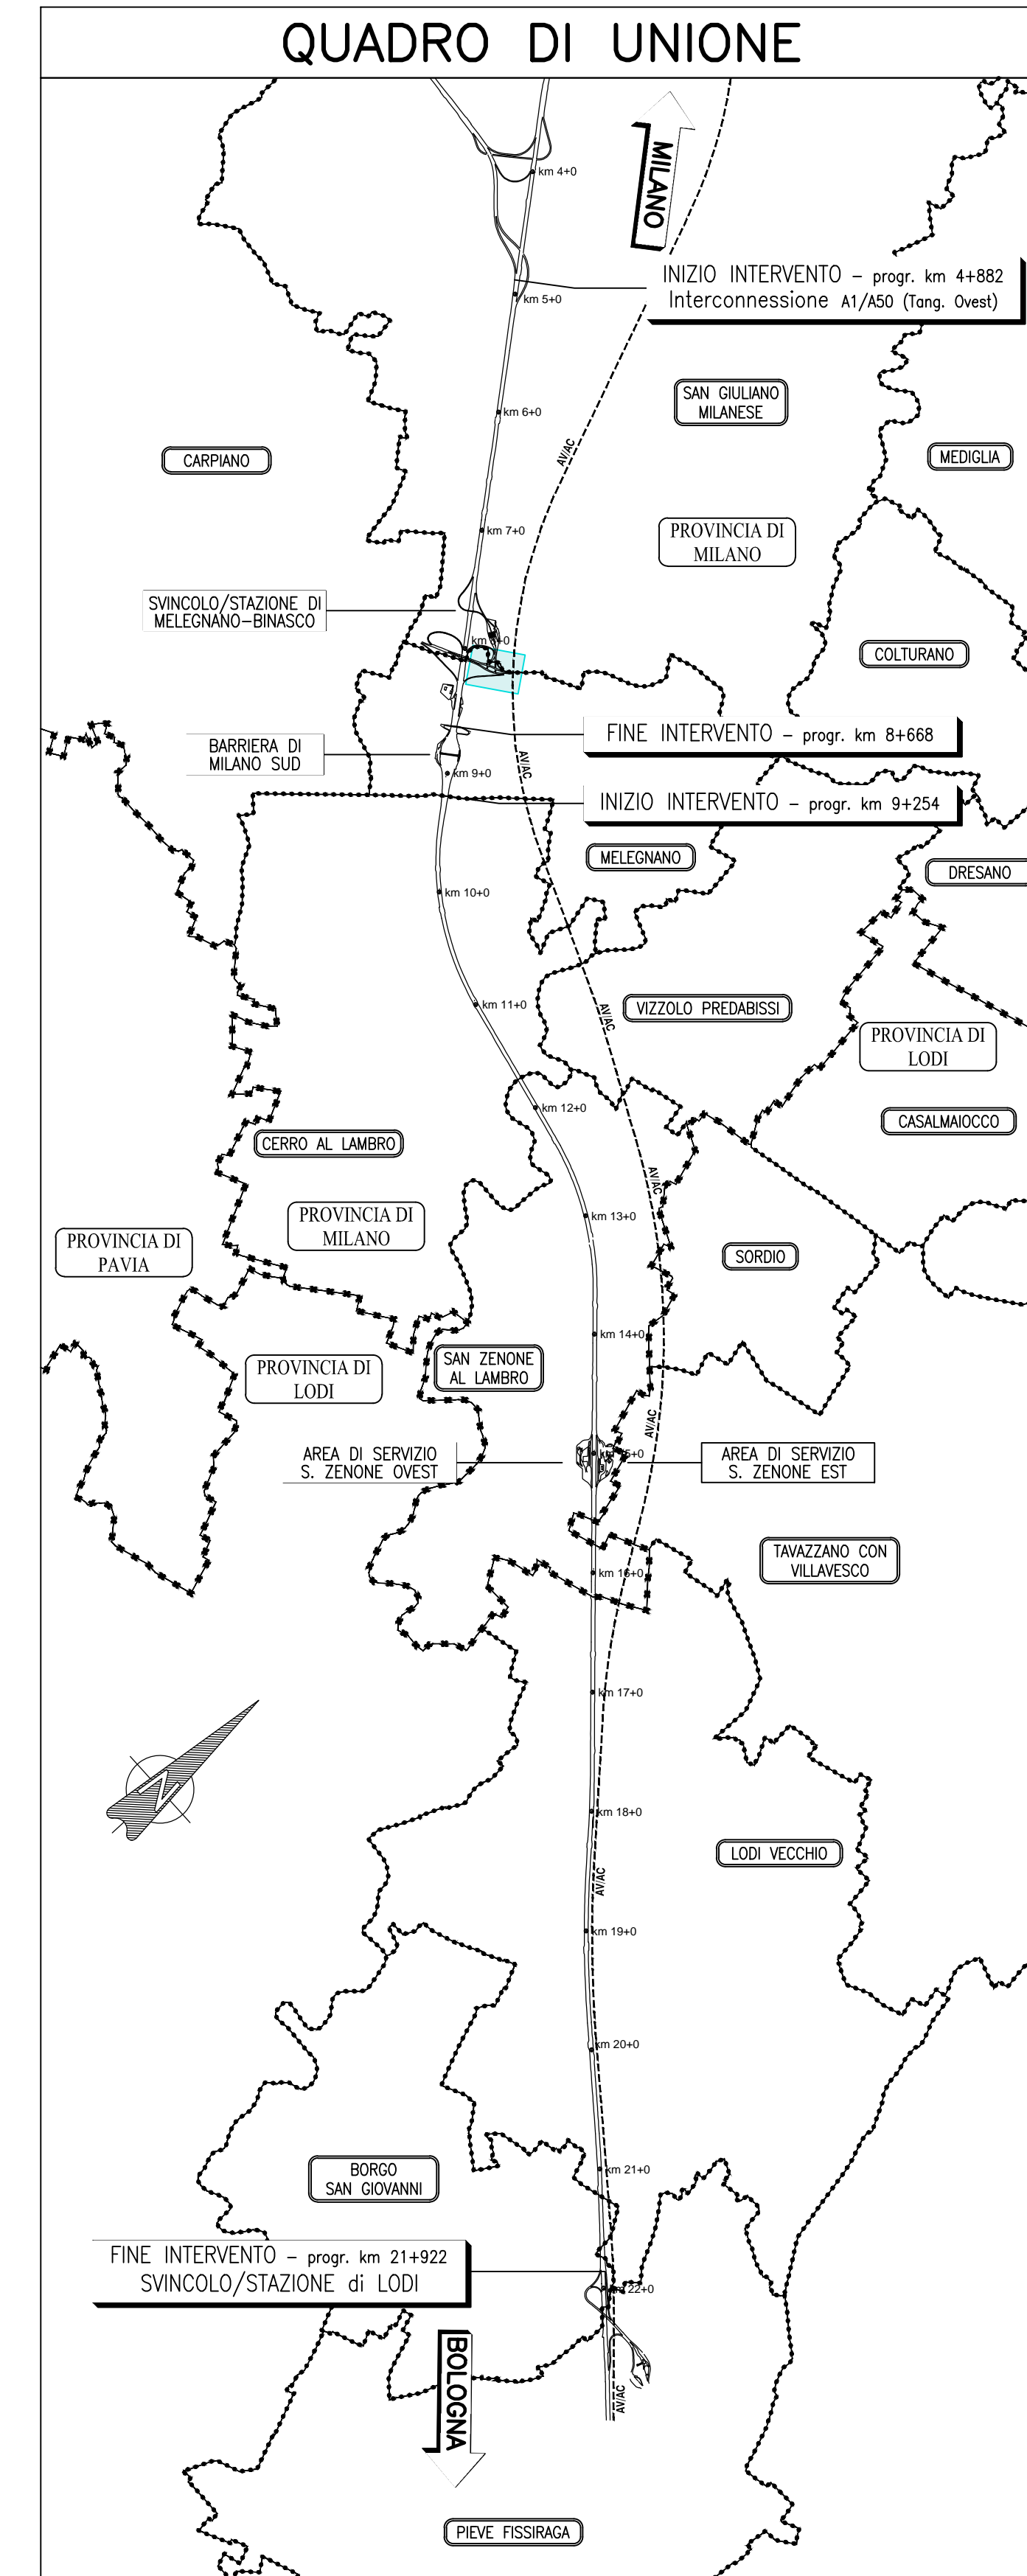 QUADRO DI UNIONE
MILANO
km 4+0
INIZIO INTERVENTO – progr. km 4+882
Interconnessione A1/A50 (Tang. Ovest)
km 5+0
SAN GIULIANO
MILANESE
km 6+0
AV/AC
MEDIGLIA
CARPIANO
PROVINCIA DI
MILANO
km 7+0
SVINCOLO/STAZIONE DI
MELEGNANO–BINASCO
COLTURANO
FINE INTERVENTO – progr. km 8+668
BARRIERA DI
MILANO SUD
AV/AC
km 9+0
INIZIO INTERVENTO – progr. km 9+254
MELEGNANO
DRESANO
km 10+0
km 11+0
VIZZOLO PREDABISSI
AV/AC
PROVINCIA DI
LODI
km 12+0
CASALMAIOCCO
CERRO AL LAMBRO
AV/AC
PROVINCIA DI
MILANO
km 13+0
PROVINCIA DI
PAVIA
SORDIO
km 14+0
SAN ZENONE
AL LAMBRO
PROVINCIA DI
LODI
AV/AC
AREA DI SERVIZIO
S. ZENONE OVEST
AREA DI SERVIZIO
S. ZENONE EST
TAVAZZANO CON
VILLAVESCO
km 16+0
km 17+0
N
km 18+0
LODI VECCHIO
AV/AC
km 19+0
km 20+0
km 21+0
BORGO
SAN GIOVANNI
FINE INTERVENTO – progr. km 21+922
SVINCOLO/STAZIONE di LODI
km 22+0
BOLOGNA
AV/AC
PIEVE FISSIRAGA